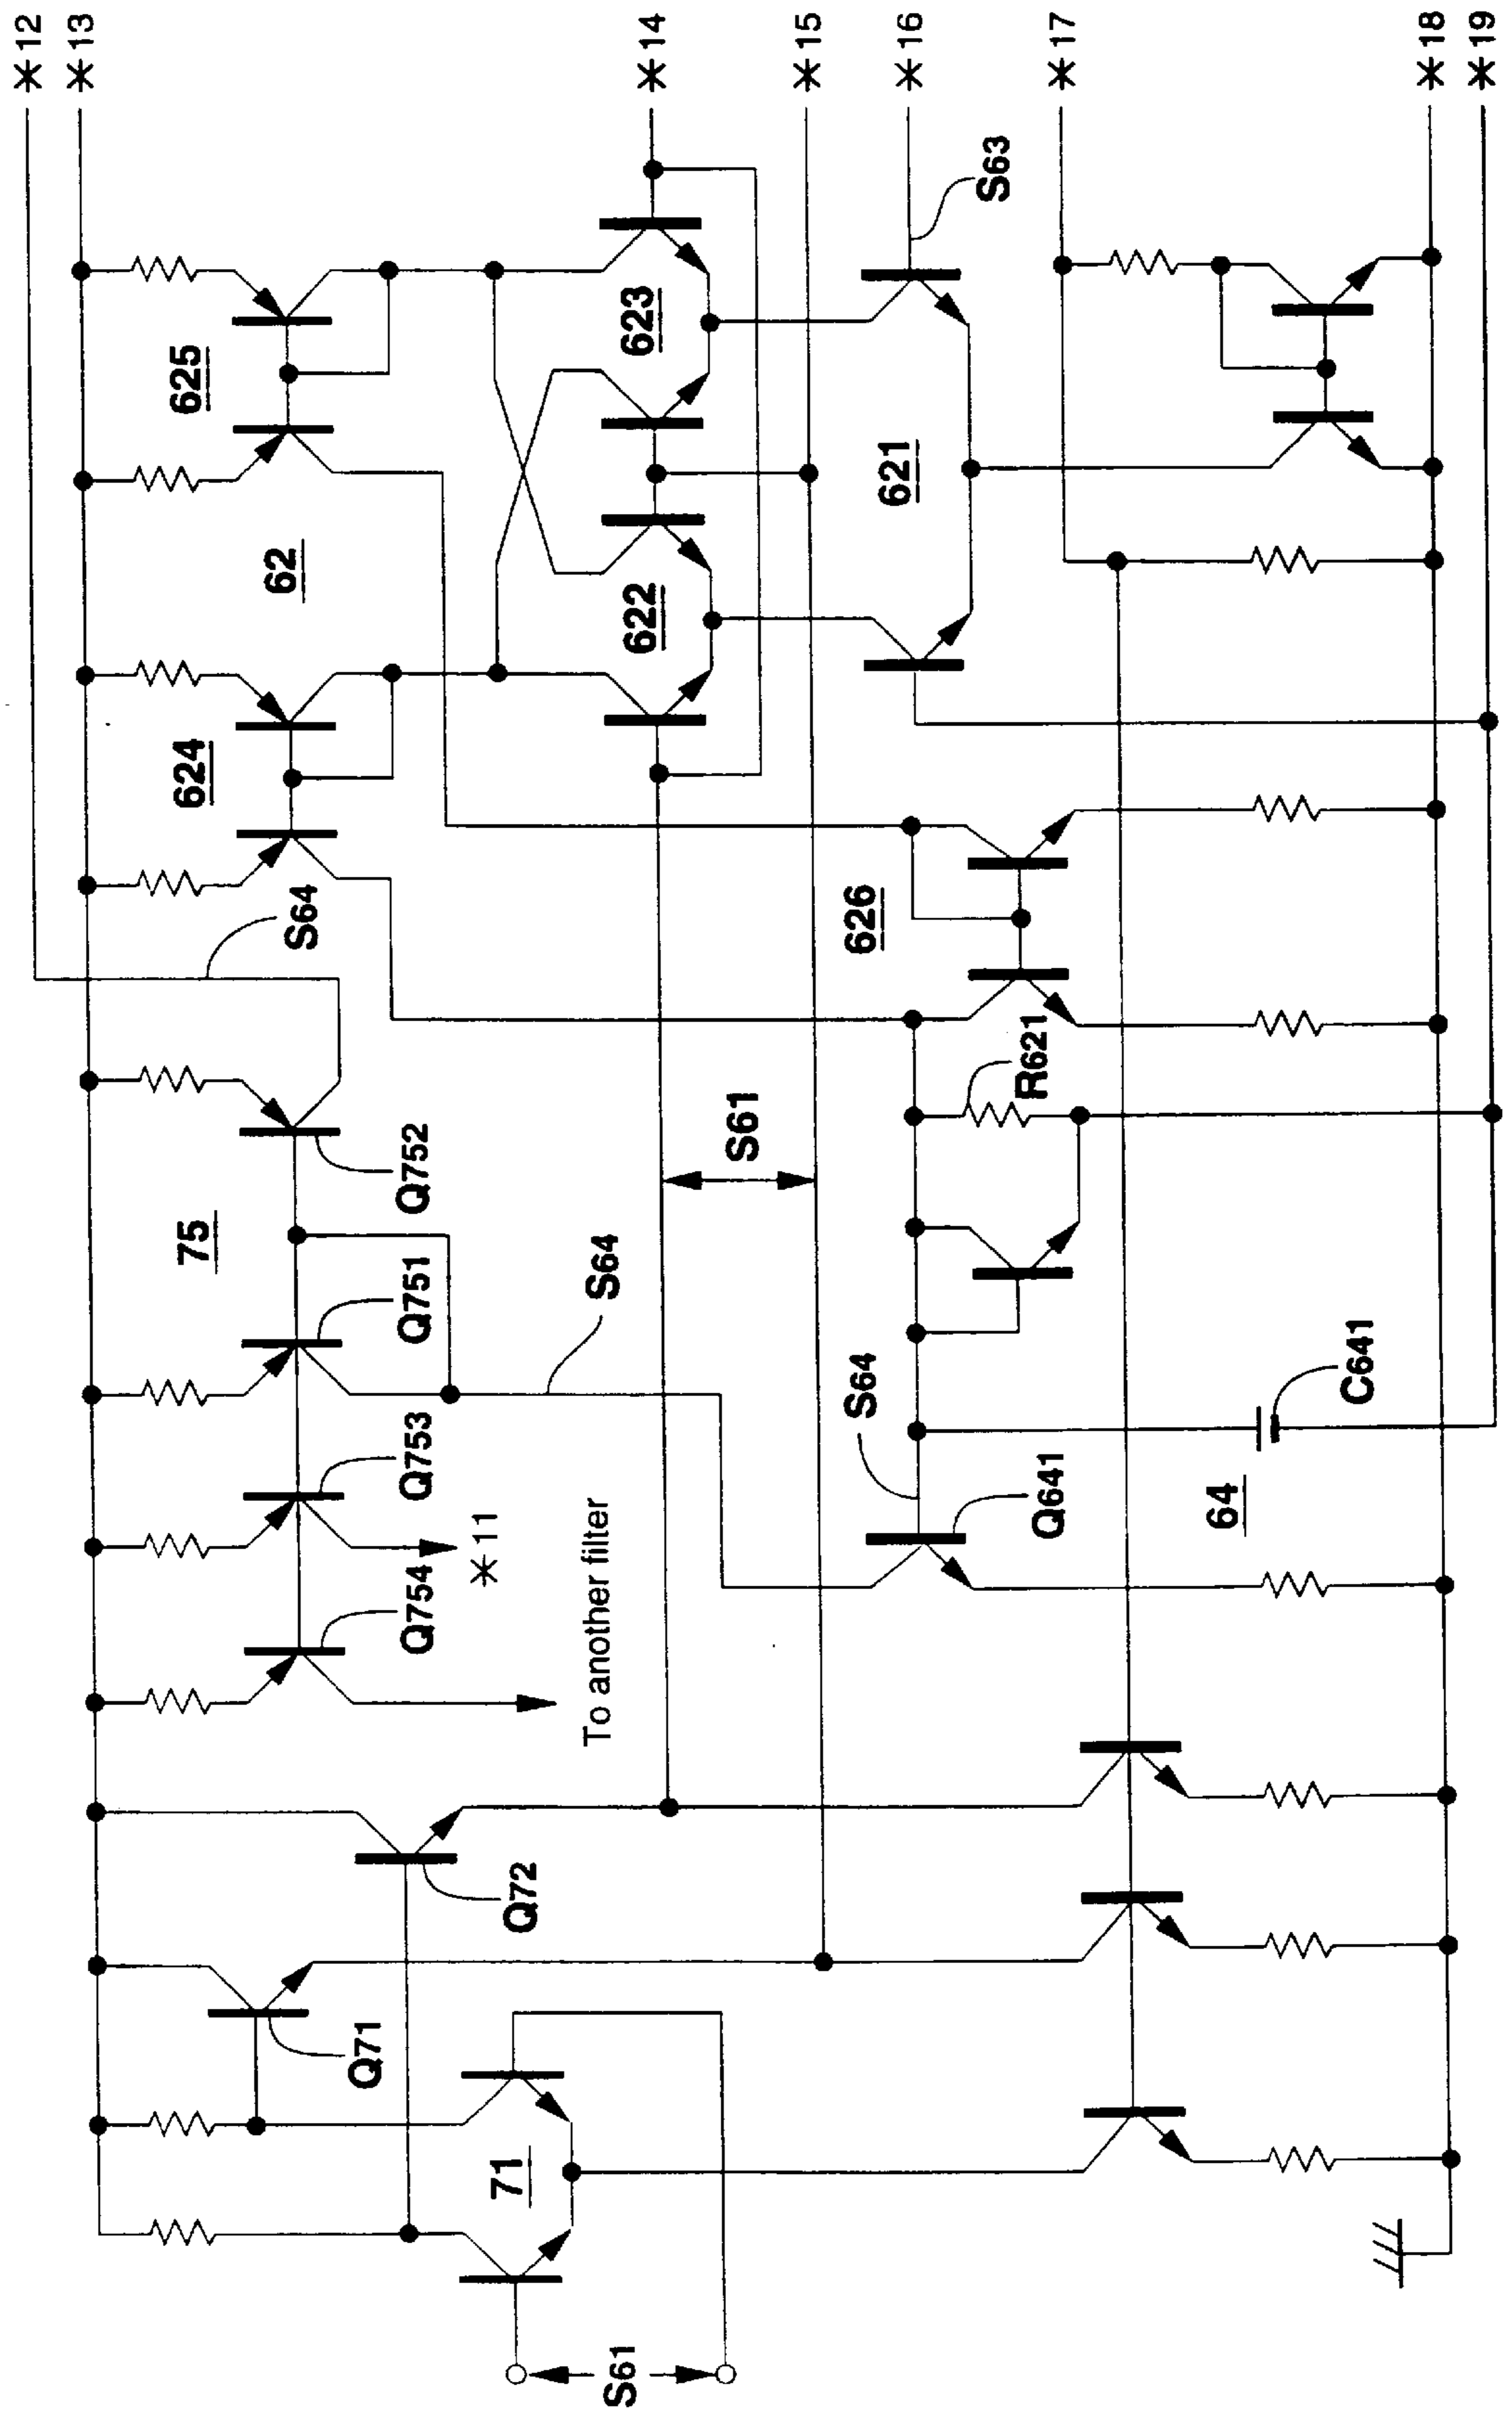 *12
*13
*14
*15
*16
*17
*18
*19
S63
625
623
62
621
622
624
S64
626
R621
Q752
S61
75
Q751
S64
S64
C641
Q753
Q641
64
*11
Q754
To another filter
Q72
Q71
71
S61